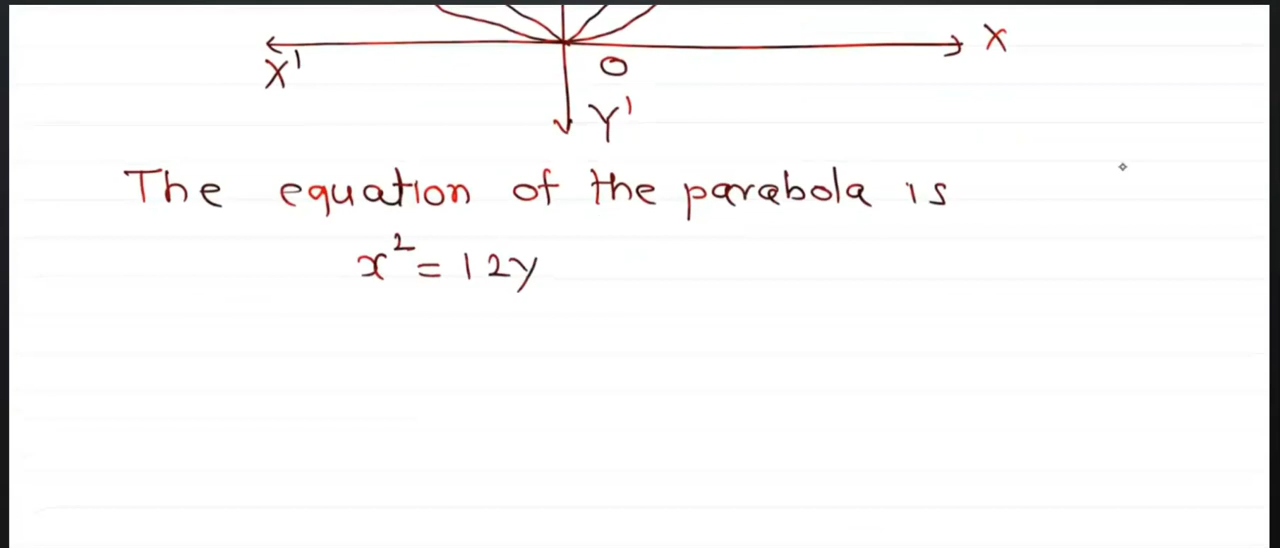 X
X'
O
Y'
The equation of the parabola is
x² = 12y